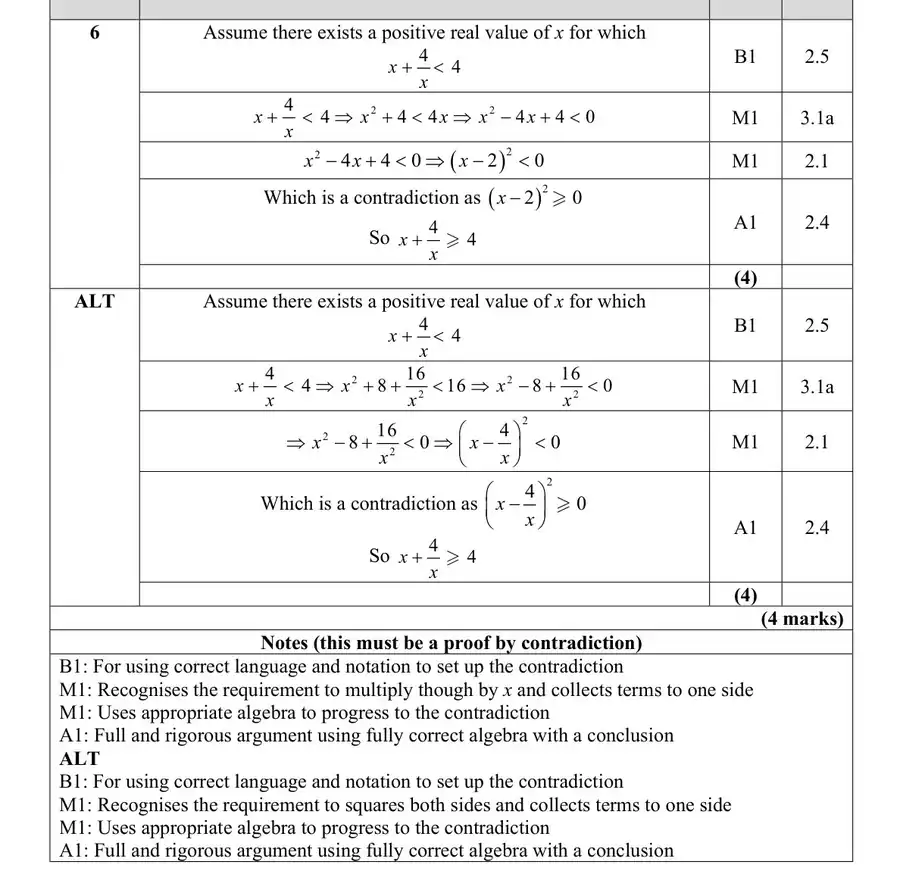 6 Assume there exists a positive real value of x for which B1 2.5
x + 4/x < 4
x + 4/x < 4 ⇒ x² + 4 < 4x ⇒ x² − 4x + 4 < 0 M1 3.1a
x² − 4x + 4 < 0 ⇒ (x − 2)² < 0 M1 2.1
Which is a contradiction as (x − 2)² ⩾ 0 A1 2.4
So x + 4/x ⩾ 4
(4)
ALT Assume there exists a positive real value of x for which B1 2.5
x + 4/x < 4
x + 4/x < 4 ⇒ x² + 8 + 16/x² < 16 ⇒ x² − 8 + 16/x² < 0 M1 3.1a
⇒ x² − 8 + 16/x² < 0 ⇒ (x − 4/x)² < 0 M1 2.1
Which is a contradiction as (x − 4/x)² ⩾ 0 A1 2.4
So x + 4/x ⩾ 4
(4)
(4 marks)
Notes (this must be a proof by contradiction)
B1: For using correct language and notation to set up the contradiction
M1: Recognises the requirement to multiply though by x and collects terms to one side
M1: Uses appropriate algebra to progress to the contradiction
A1: Full and rigorous argument using fully correct algebra with a conclusion
ALT
B1: For using correct language and notation to set up the contradiction
M1: Recognises the requirement to squares both sides and collects terms to one side
M1: Uses appropriate algebra to progress to the contradiction
A1: Full and rigorous argument using fully correct algebra with a conclusion